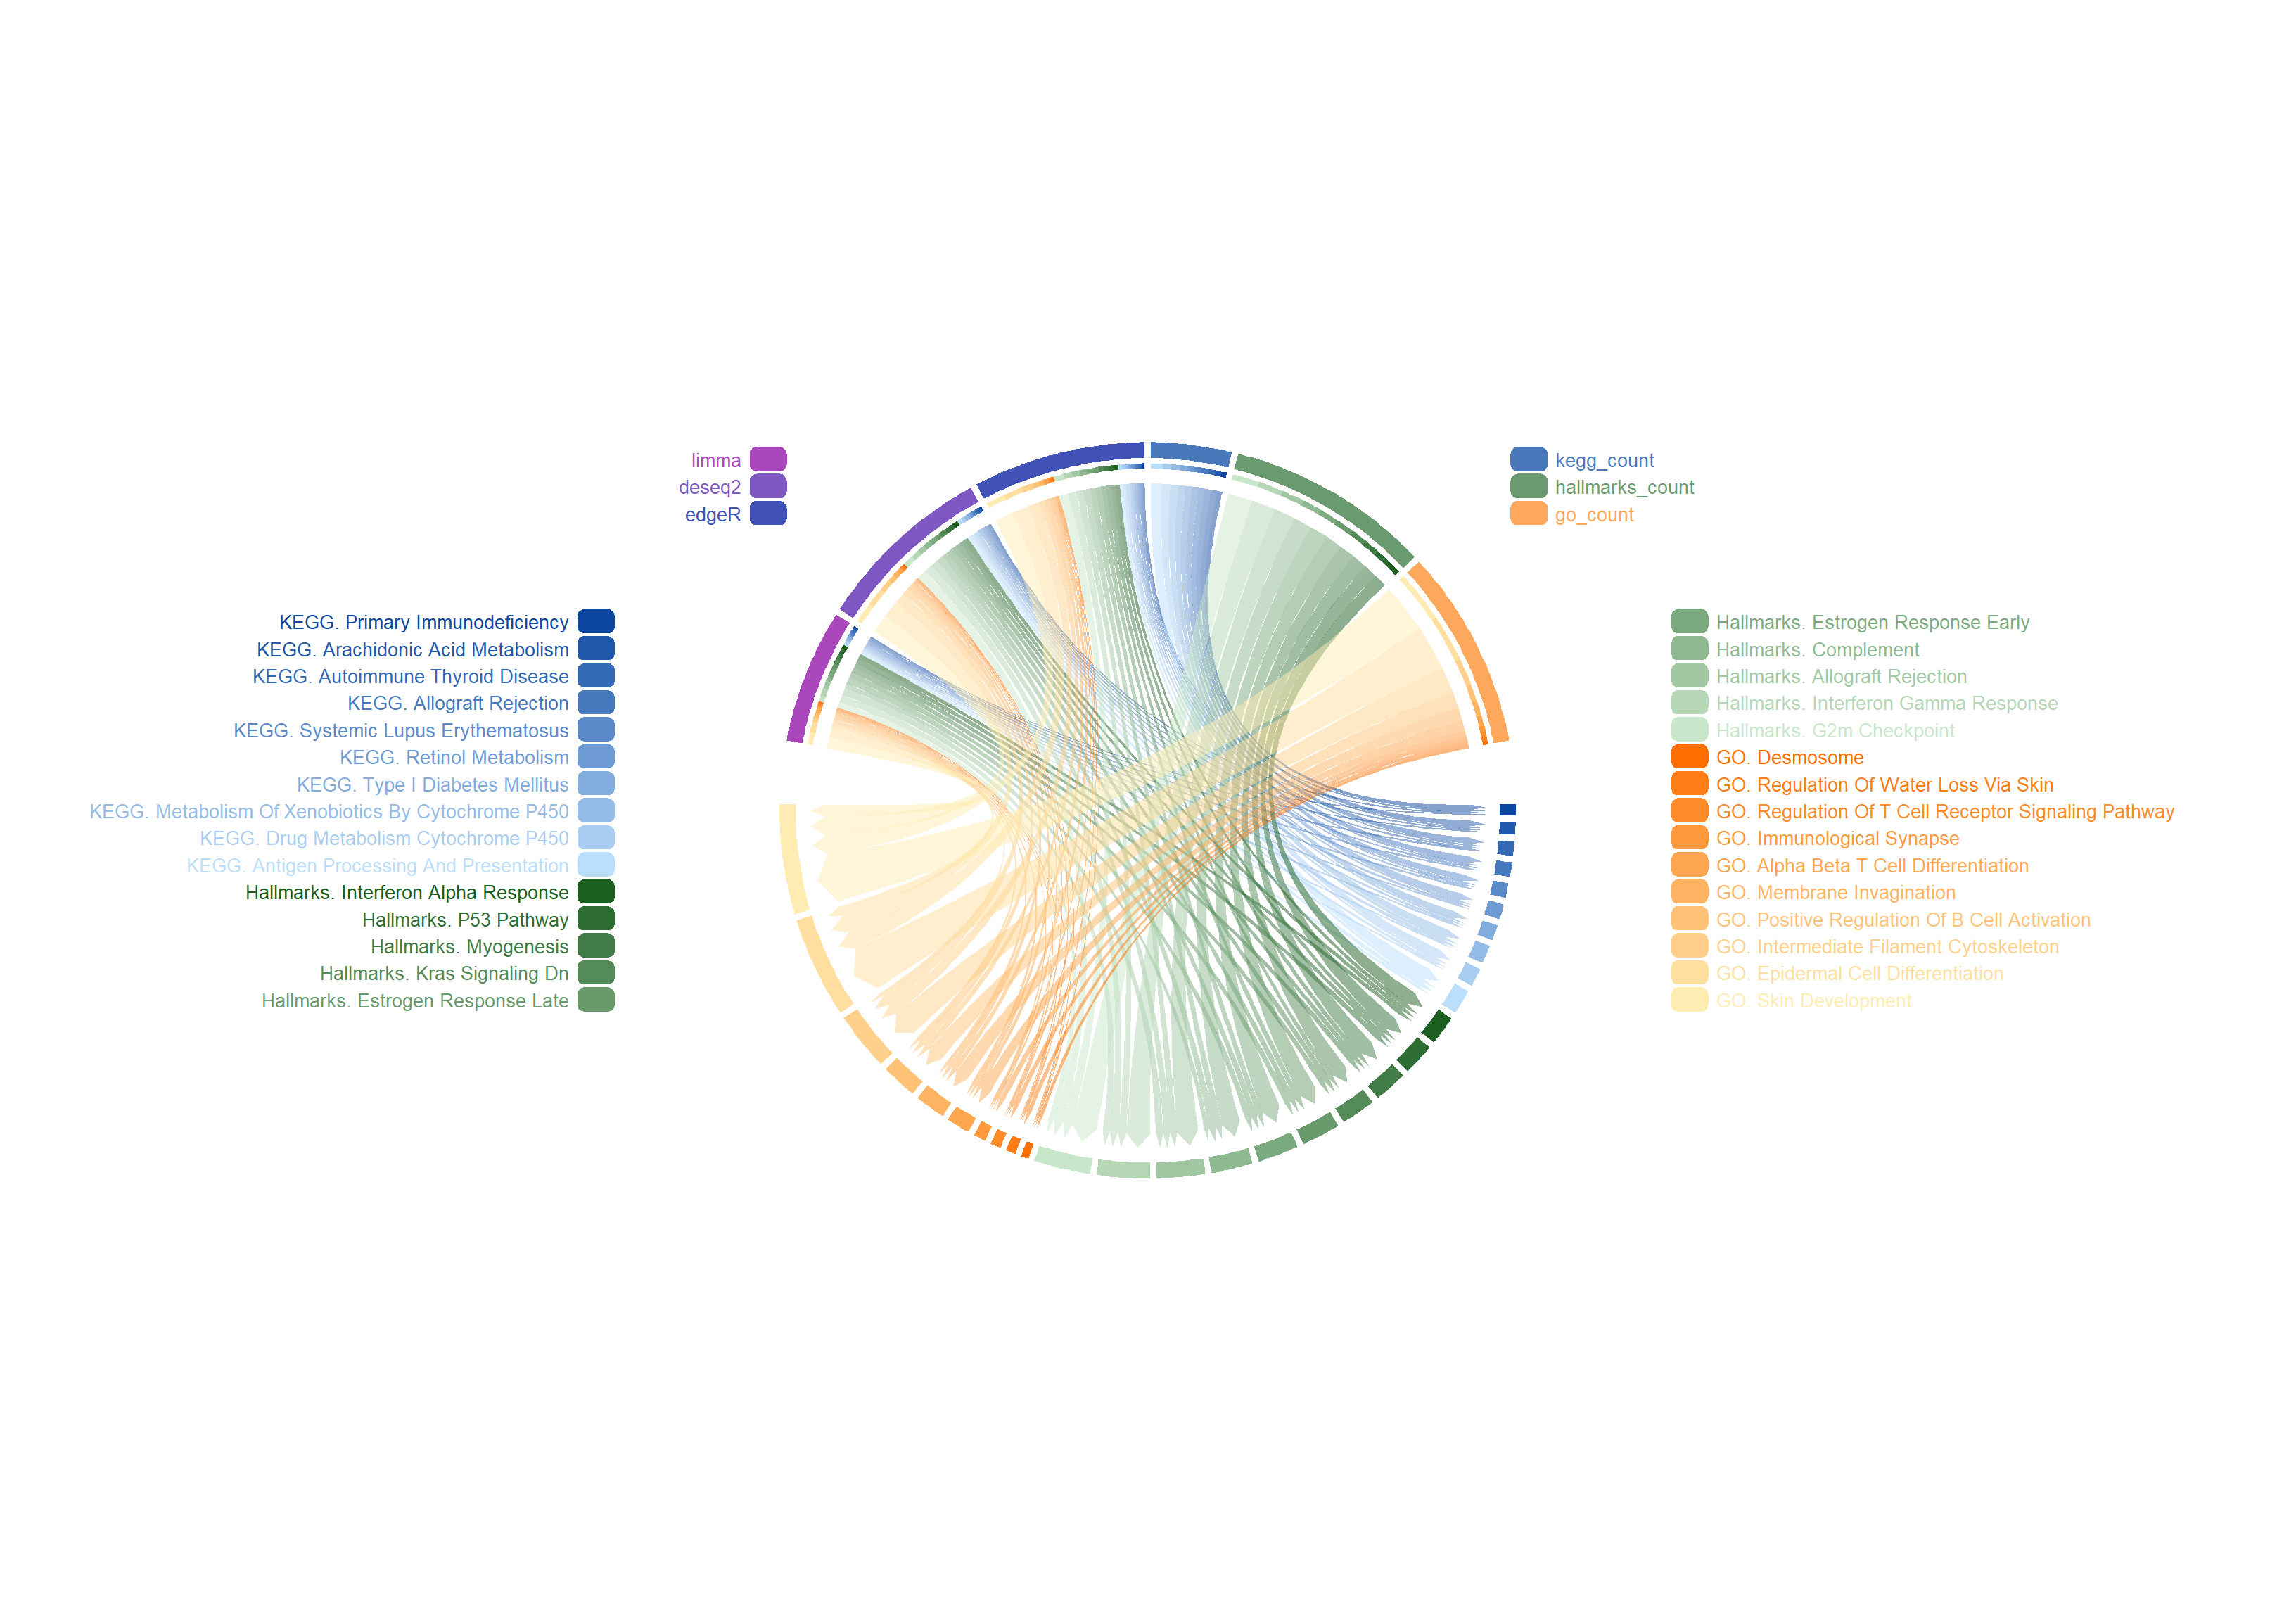 limma
deseq2
edgeR
kegg_count
hallmarks_count
go_count
KEGG. Primary Immunodeficiency
KEGG. Arachidonic Acid Metabolism
KEGG. Autoimmune Thyroid Disease
KEGG. Allograft Rejection
KEGG. Systemic Lupus Erythematosus
KEGG. Retinol Metabolism
KEGG. Type I Diabetes Mellitus
KEGG. Metabolism Of Xenobiotics By Cytochrome P450
KEGG. Drug Metabolism Cytochrome P450
KEGG. Antigen Processing And Presentation
Hallmarks. Interferon Alpha Response
Hallmarks. P53 Pathway
Hallmarks. Myogenesis
Hallmarks. Kras Signaling Dn
Hallmarks. Estrogen Response Late
Hallmarks. Estrogen Response Early
Hallmarks. Complement
Hallmarks. Allograft Rejection
Hallmarks. Interferon Gamma Response
Hallmarks. G2m Checkpoint
GO. Desmosome
GO. Regulation Of Water Loss Via Skin
GO. Regulation Of T Cell Receptor Signaling Pathway
GO. Immunological Synapse
GO. Alpha Beta T Cell Differentiation
GO. Membrane Invagination
GO. Positive Regulation Of B Cell Activation
GO. Intermediate Filament Cytoskeleton
GO. Epidermal Cell Differentiation
GO. Skin Development